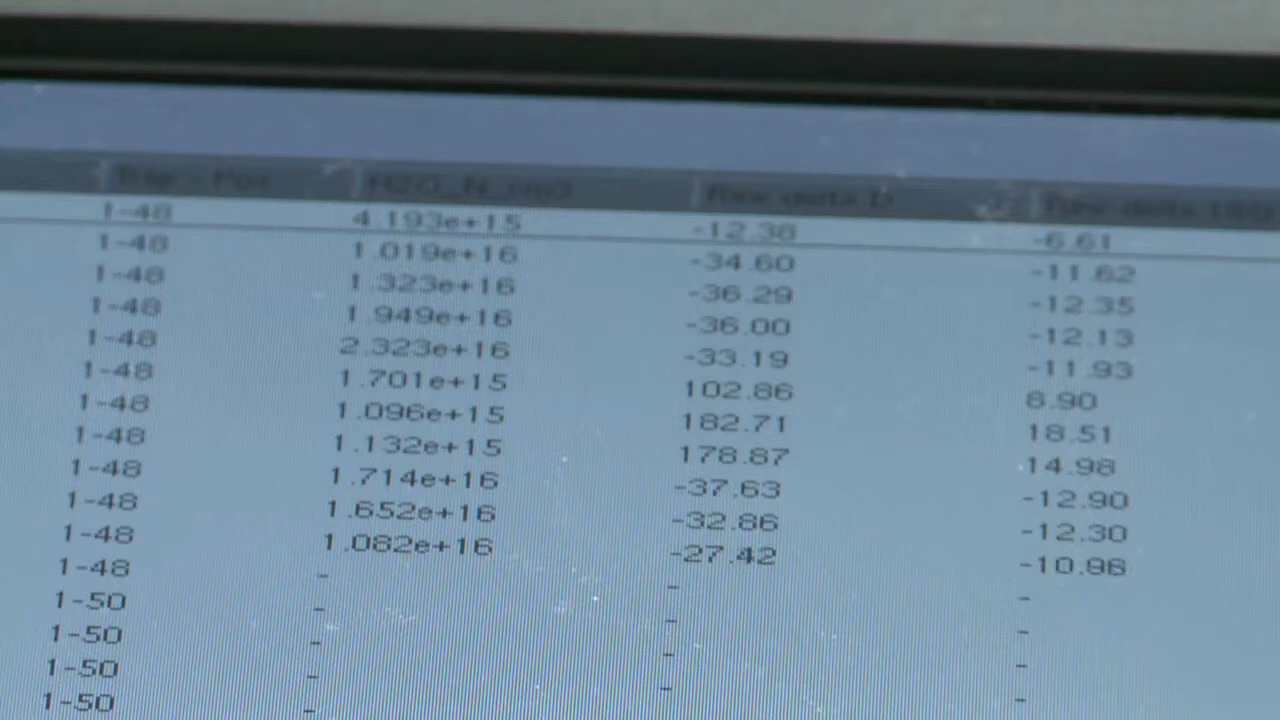 H2O_N_cm3
1-48 4.193e+15 -12.38 -6.61
1-48 1.019e+16 -34.60 -11.62
1-48 1.323e+16 -36.29 -12.35
1-48 1.949e+16 -36.00 -12.13
1-48 2.323e+16 -33.19 -11.93
1-48 1.701e+15 102.86 8.90
1-48 1.096e+15 182.71 18.51
1-48 1.132e+15 178.87 14.98
1-48 1.714e+16 -37.63 -12.90
1-48 1.652e+16 -32.86 -12.30
1-48 1.082e+16 -27.42 -10.96
1-48 - - -
1-50 - - -
1-50 - - -
1-50 - - -
1-50 -